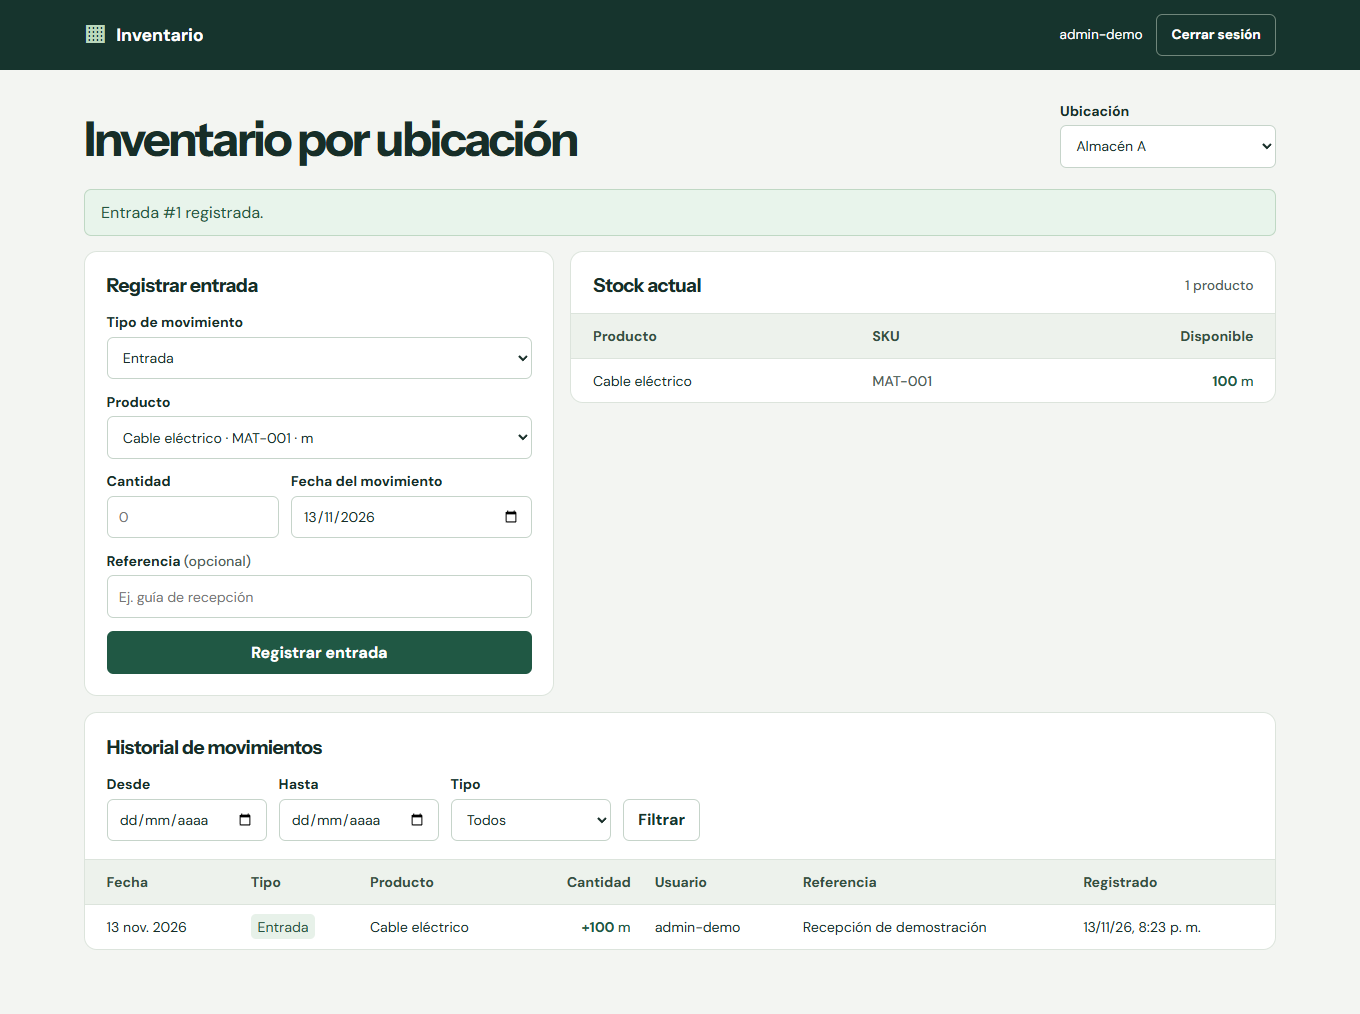 Inventario
admin-demo
Cerrar sesión
Inventario por ubicación
Ubicación
Almacén A
Entrada #1 registrada.
Registrar entrada
Tipo de movimiento
Entrada
Producto
Cable eléctrico · MAT-001 · m
Cantidad Fecha del movimiento
0 13/11/2026
Referencia (opcional)
Ej. guía de recepción
Registrar entrada
Stock actual 1 producto
Producto SKU Disponible
Cable eléctrico MAT-001 100 m
Historial de movimientos
Desde Hasta Tipo
dd/mm/aaaa dd/mm/aaaa Todos Filtrar
Fecha Tipo Producto Cantidad Usuario Referencia Registrado
13 nov. 2026 Entrada Cable eléctrico +100 m admin-demo Recepción de demostración 13/11/26, 8:23 p. m.